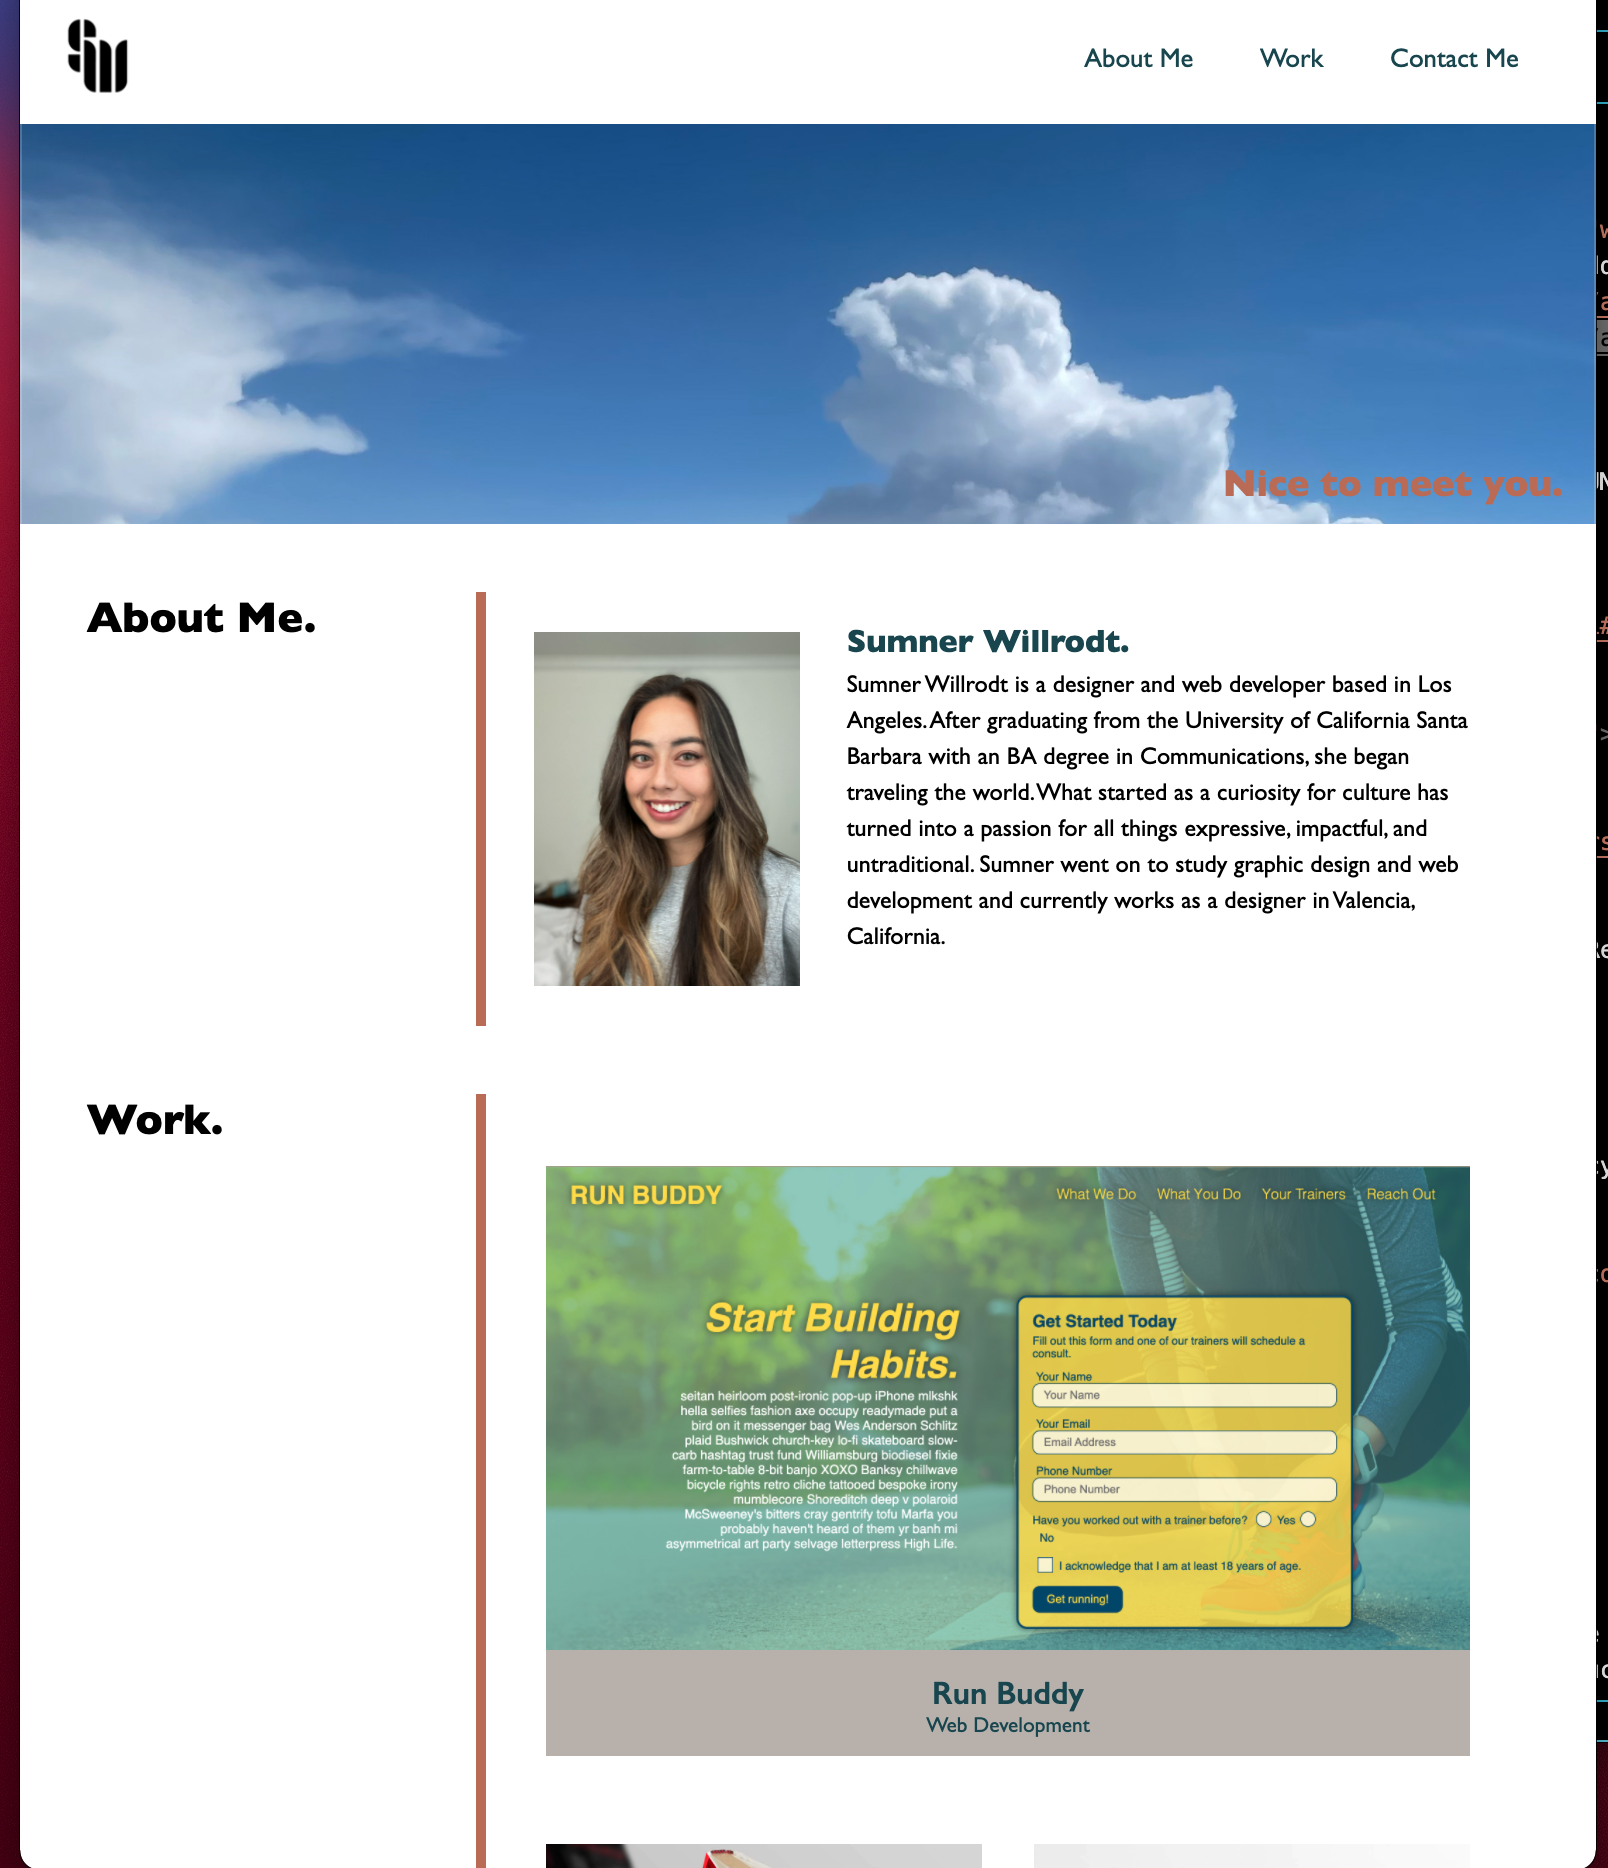 SW
About Me
Work
Contact Me
Nice to meet you.
About Me.
Sumner Willrodt.
Sumner Willrodt is a designer and web developer based in Los
Angeles. After graduating from the University of California Santa
Barbara with an BA degree in Communications, she began
traveling the world. What started as a curiosity for culture has
turned into a passion for all things expressive, impactful, and
untraditional. Sumner went on to study graphic design and web
development and currently works as a designer in Valencia,
California.
Work.
RUN BUDDY
What We Do
What You Do
Your Trainers
Reach Out
Start Building
Habits.
seitan heirloom post-ironic pop-up iPhone mlkshk
hella selfies fashion axe occupy readymade put a
bird on it messenger bag Wes Anderson Schlitz
plaid Bushwick church-key lo-fi skateboard slow-
carb hashtag trust fund Williamsburg biodiesel fixie
farm-to-table 8-bit banjo XOXO Banksy chillwave
bicycle rights retro cliche tattooed bespoke irony
mumblecore Shoreditch deep v polaroid
McSweeney's bitters cray gentrify tofu Marfa you
probably haven't heard of them yr banh mi
asymmetrical art party selvage letterpress High Life.
Get Started Today
Fill out this form and one of our trainers will schedule a
consult.
Your Name
Your Name
Your Email
Email Address
Phone Number
Phone Number
Have you worked out with a trainer before? Yes
No
I acknowledge that I am at least 18 years of age.
Get running!
Run Buddy
Web Development